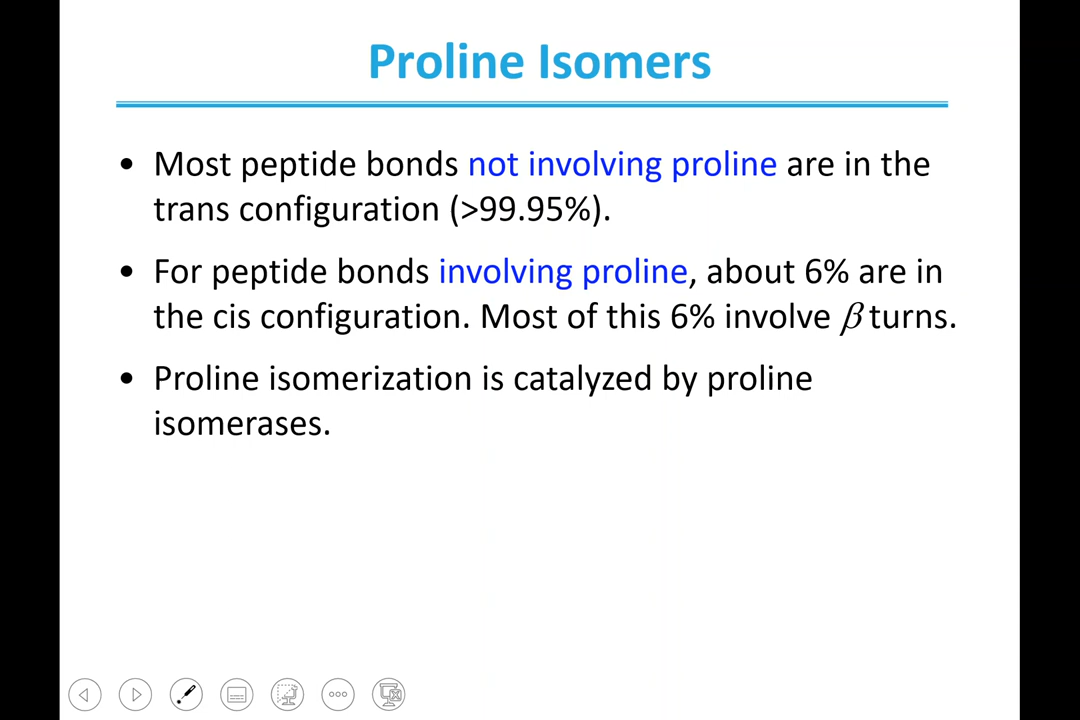 Proline Isomers
• Most peptide bonds not involving proline are in the
trans configuration (>99.95%).
• For peptide bonds involving proline, about 6% are in
the cis configuration. Most of this 6% involve β turns.
• Proline isomerization is catalyzed by proline
isomerases.